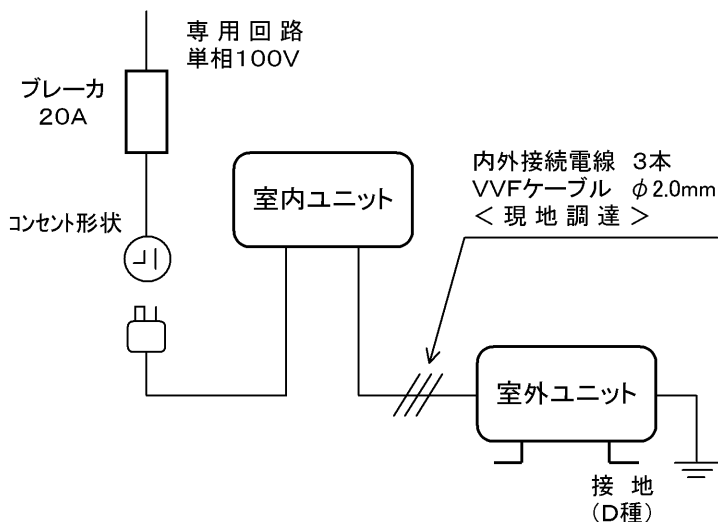 専用回路
単相100V
ブレーカ
20A
コンセント形状
室内ユニット
内外接続電線 3本
VVFケーブル φ2.0mm
<現地調達>
室外ユニット
接地
(D種)